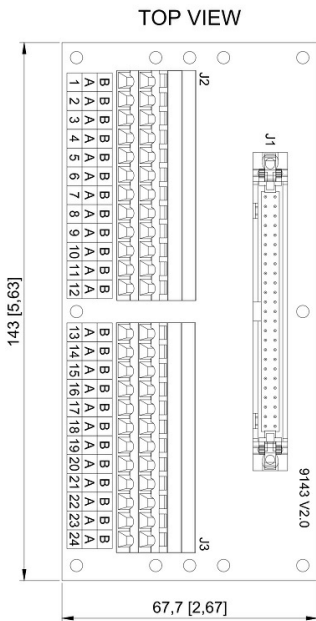 TOP VIEW
J2
J1
1 A B
2 A B
3 A B
4 A B
5 A B
6 A B
7 A B
8 A B
9 A B
10 A B
11 A B
12 A B
13 A B
14 A B
15 A B
16 A B
17 A B
18 A B
19 A B
20 A B
21 A B
22 A B
23 A B
24 A B
J3
9143 V2.0
143 [5,63]
67,7 [2,67]